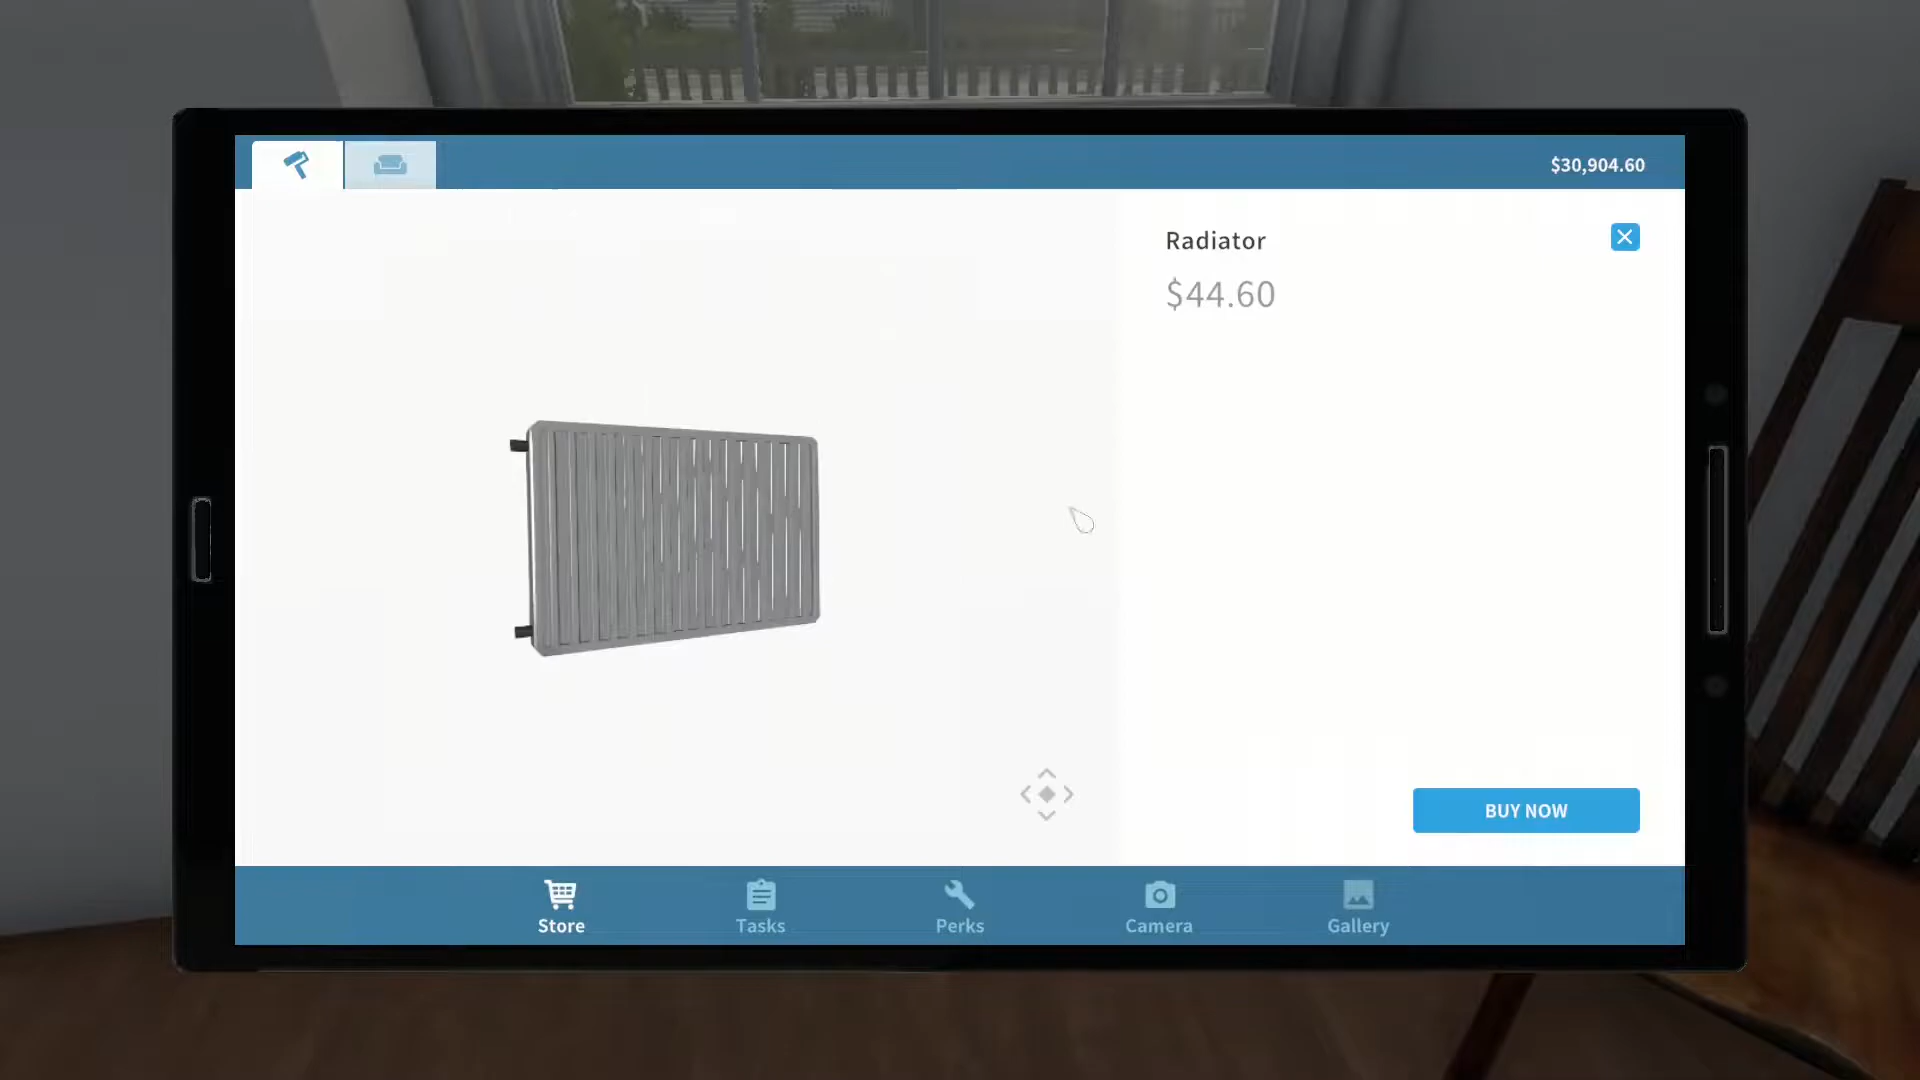 $30,904.60
Radiator
$44.60
BUY NOW
Store
Tasks
Perks
Camera
Gallery